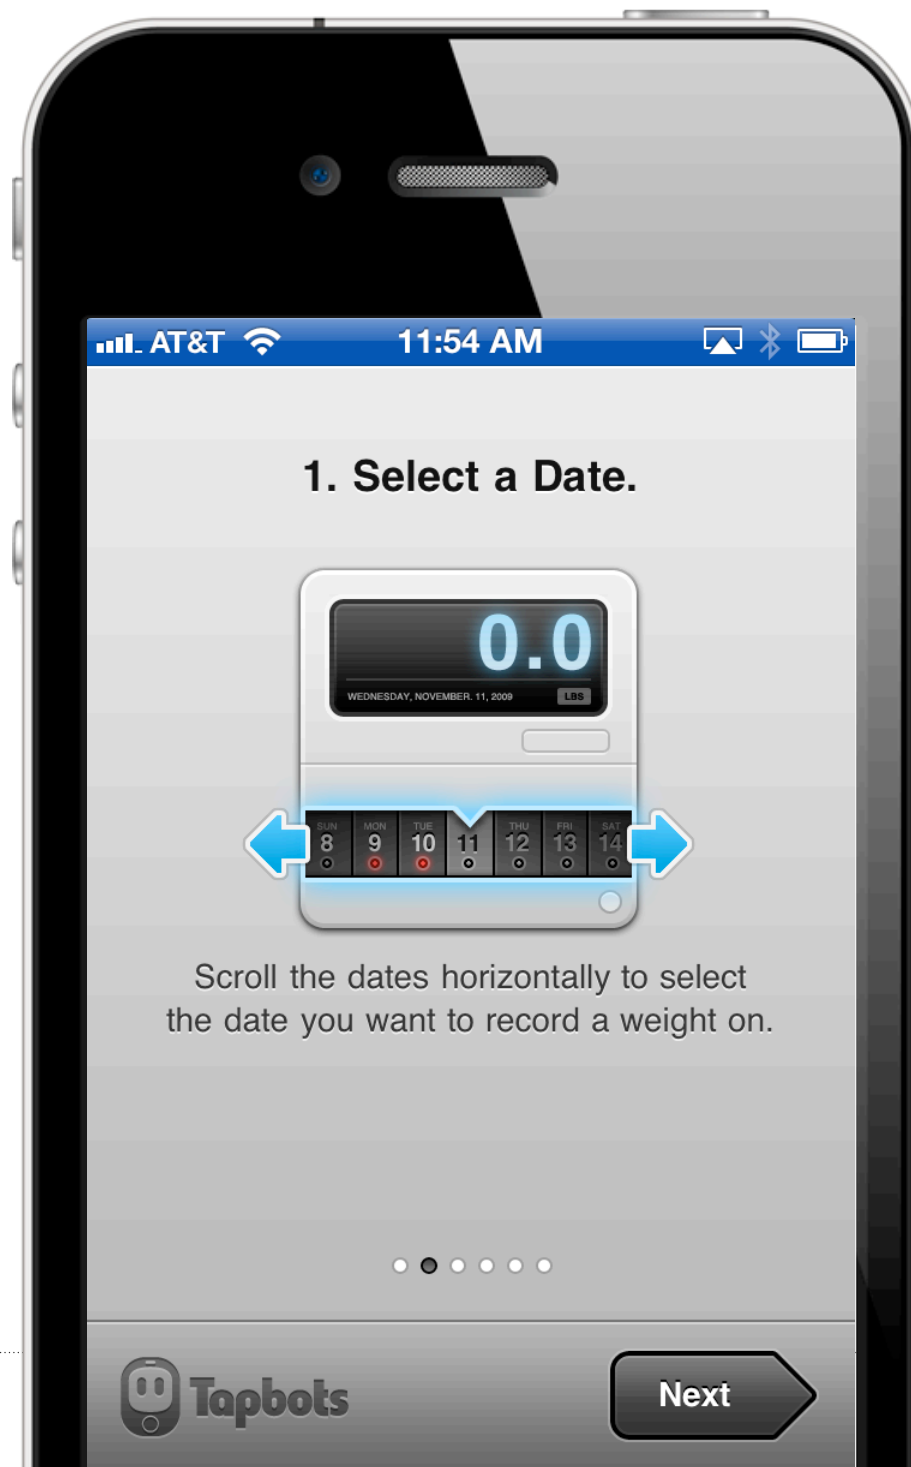 AT&T 11:54 AM
1. Select a Date.
0.0
WEDNESDAY, NOVEMBER. 11, 2009 LBS
SUN MON TUE THU FRI SAT
8 9 10 11 12 13 14
Scroll the dates horizontally to select
the date you want to record a weight on.
Tapbots Next